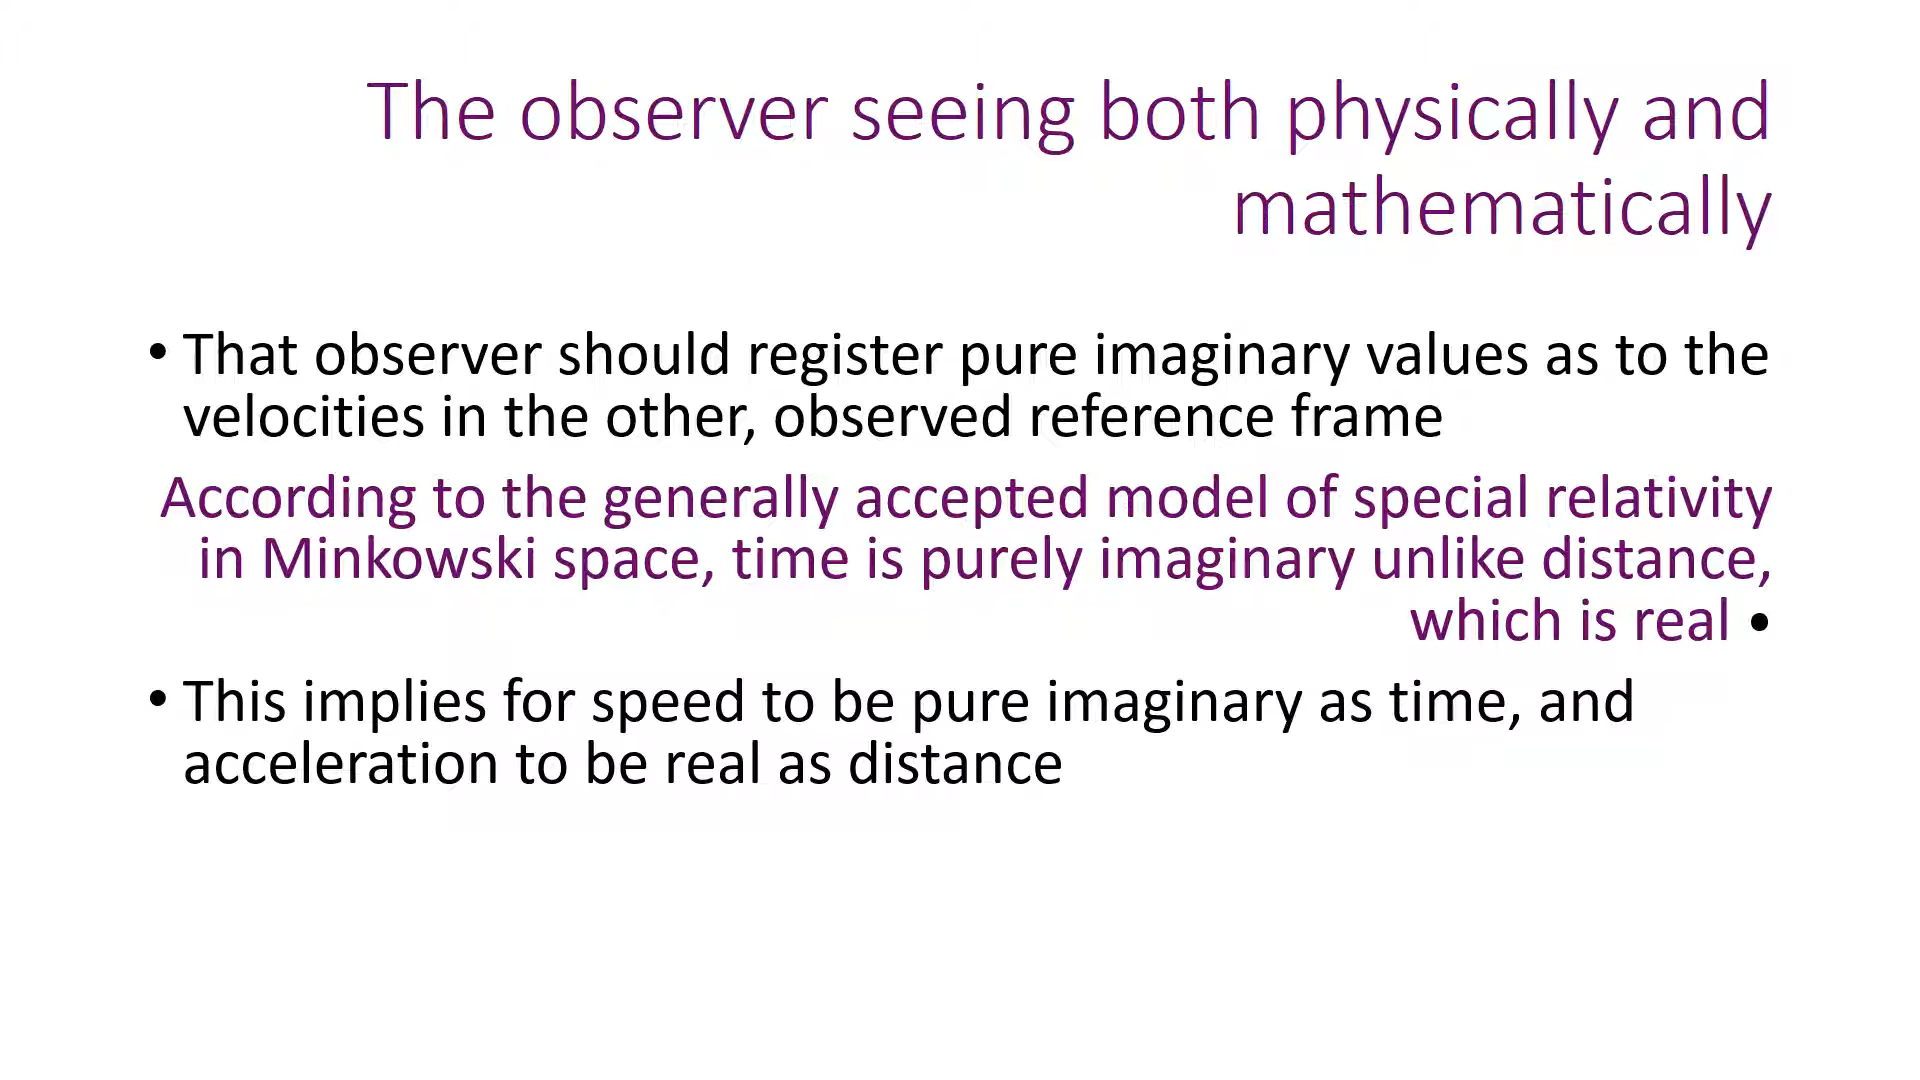 The observer seeing both physically and
mathematically
• That observer should register pure imaginary values as to the
velocities in the other, observed reference frame
According to the generally accepted model of special relativity
in Minkowski space, time is purely imaginary unlike distance,
which is real •
• This implies for speed to be pure imaginary as time, and
acceleration to be real as distance